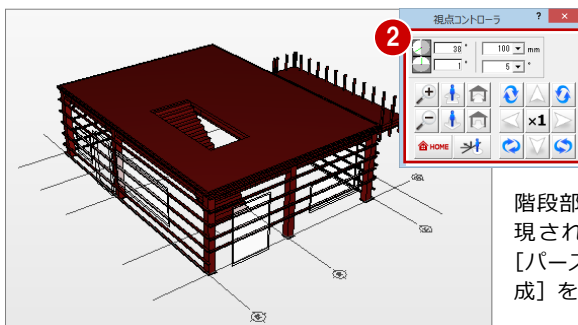 視点コントローラ ? ×
2
38 ° 100 mm
1 ° 5 °
×1
HOME
階段部
現され
[パース
成］を